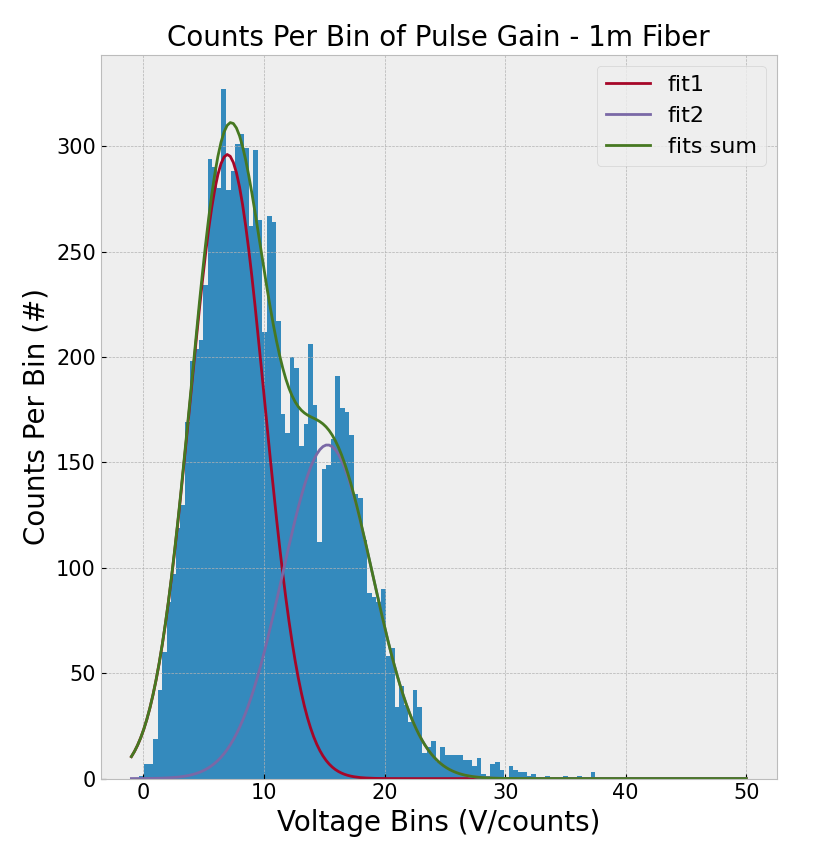 Counts Per Bin of Pulse Gain - 1m Fiber
fit1
fit2
fits sum
Counts Per Bin (#)
300
250
200
150
100
50
0
0 10 20 30 40 50
Voltage Bins (V/counts)